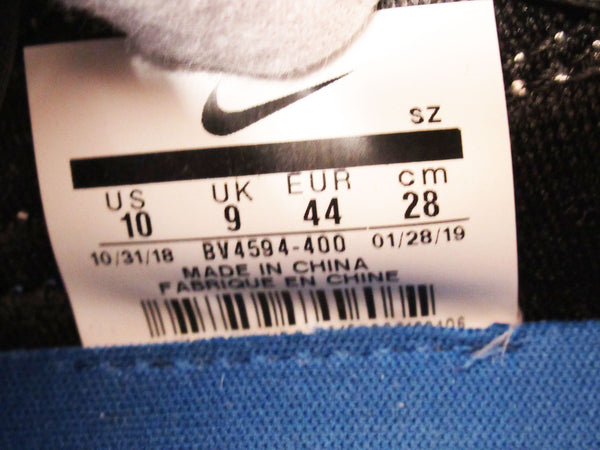 SZ
US UK EUR cm
10 9 44 28
10/31/18 BV4594-400 01/28/19
MADE IN CHINA
FABRIQUE EN CHINE